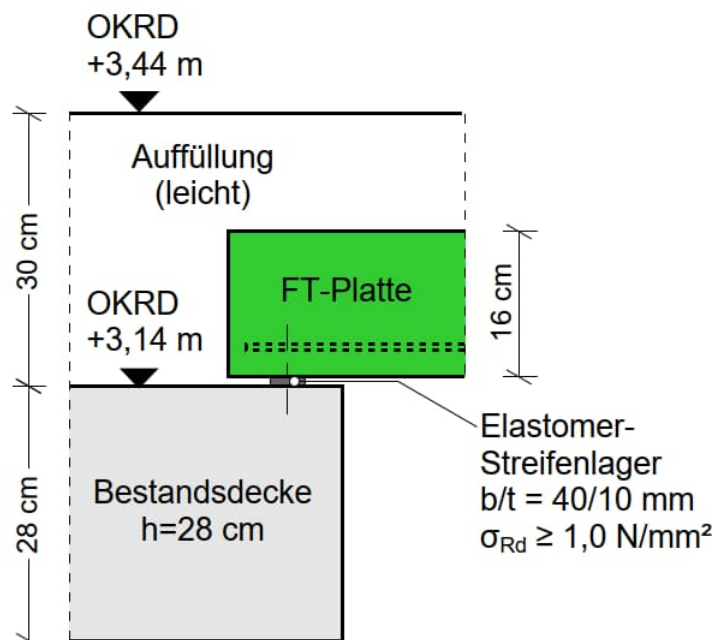 OKRD
+3,44 m
Auffüllung
(leicht)
30 cm
FT-Platte
16 cm
OKRD
+3,14 m
Elastomer-
Streifenlager
b/t = 40/10 mm
σRd ≥ 1,0 N/mm²
Bestandsdecke
h=28 cm
28 cm